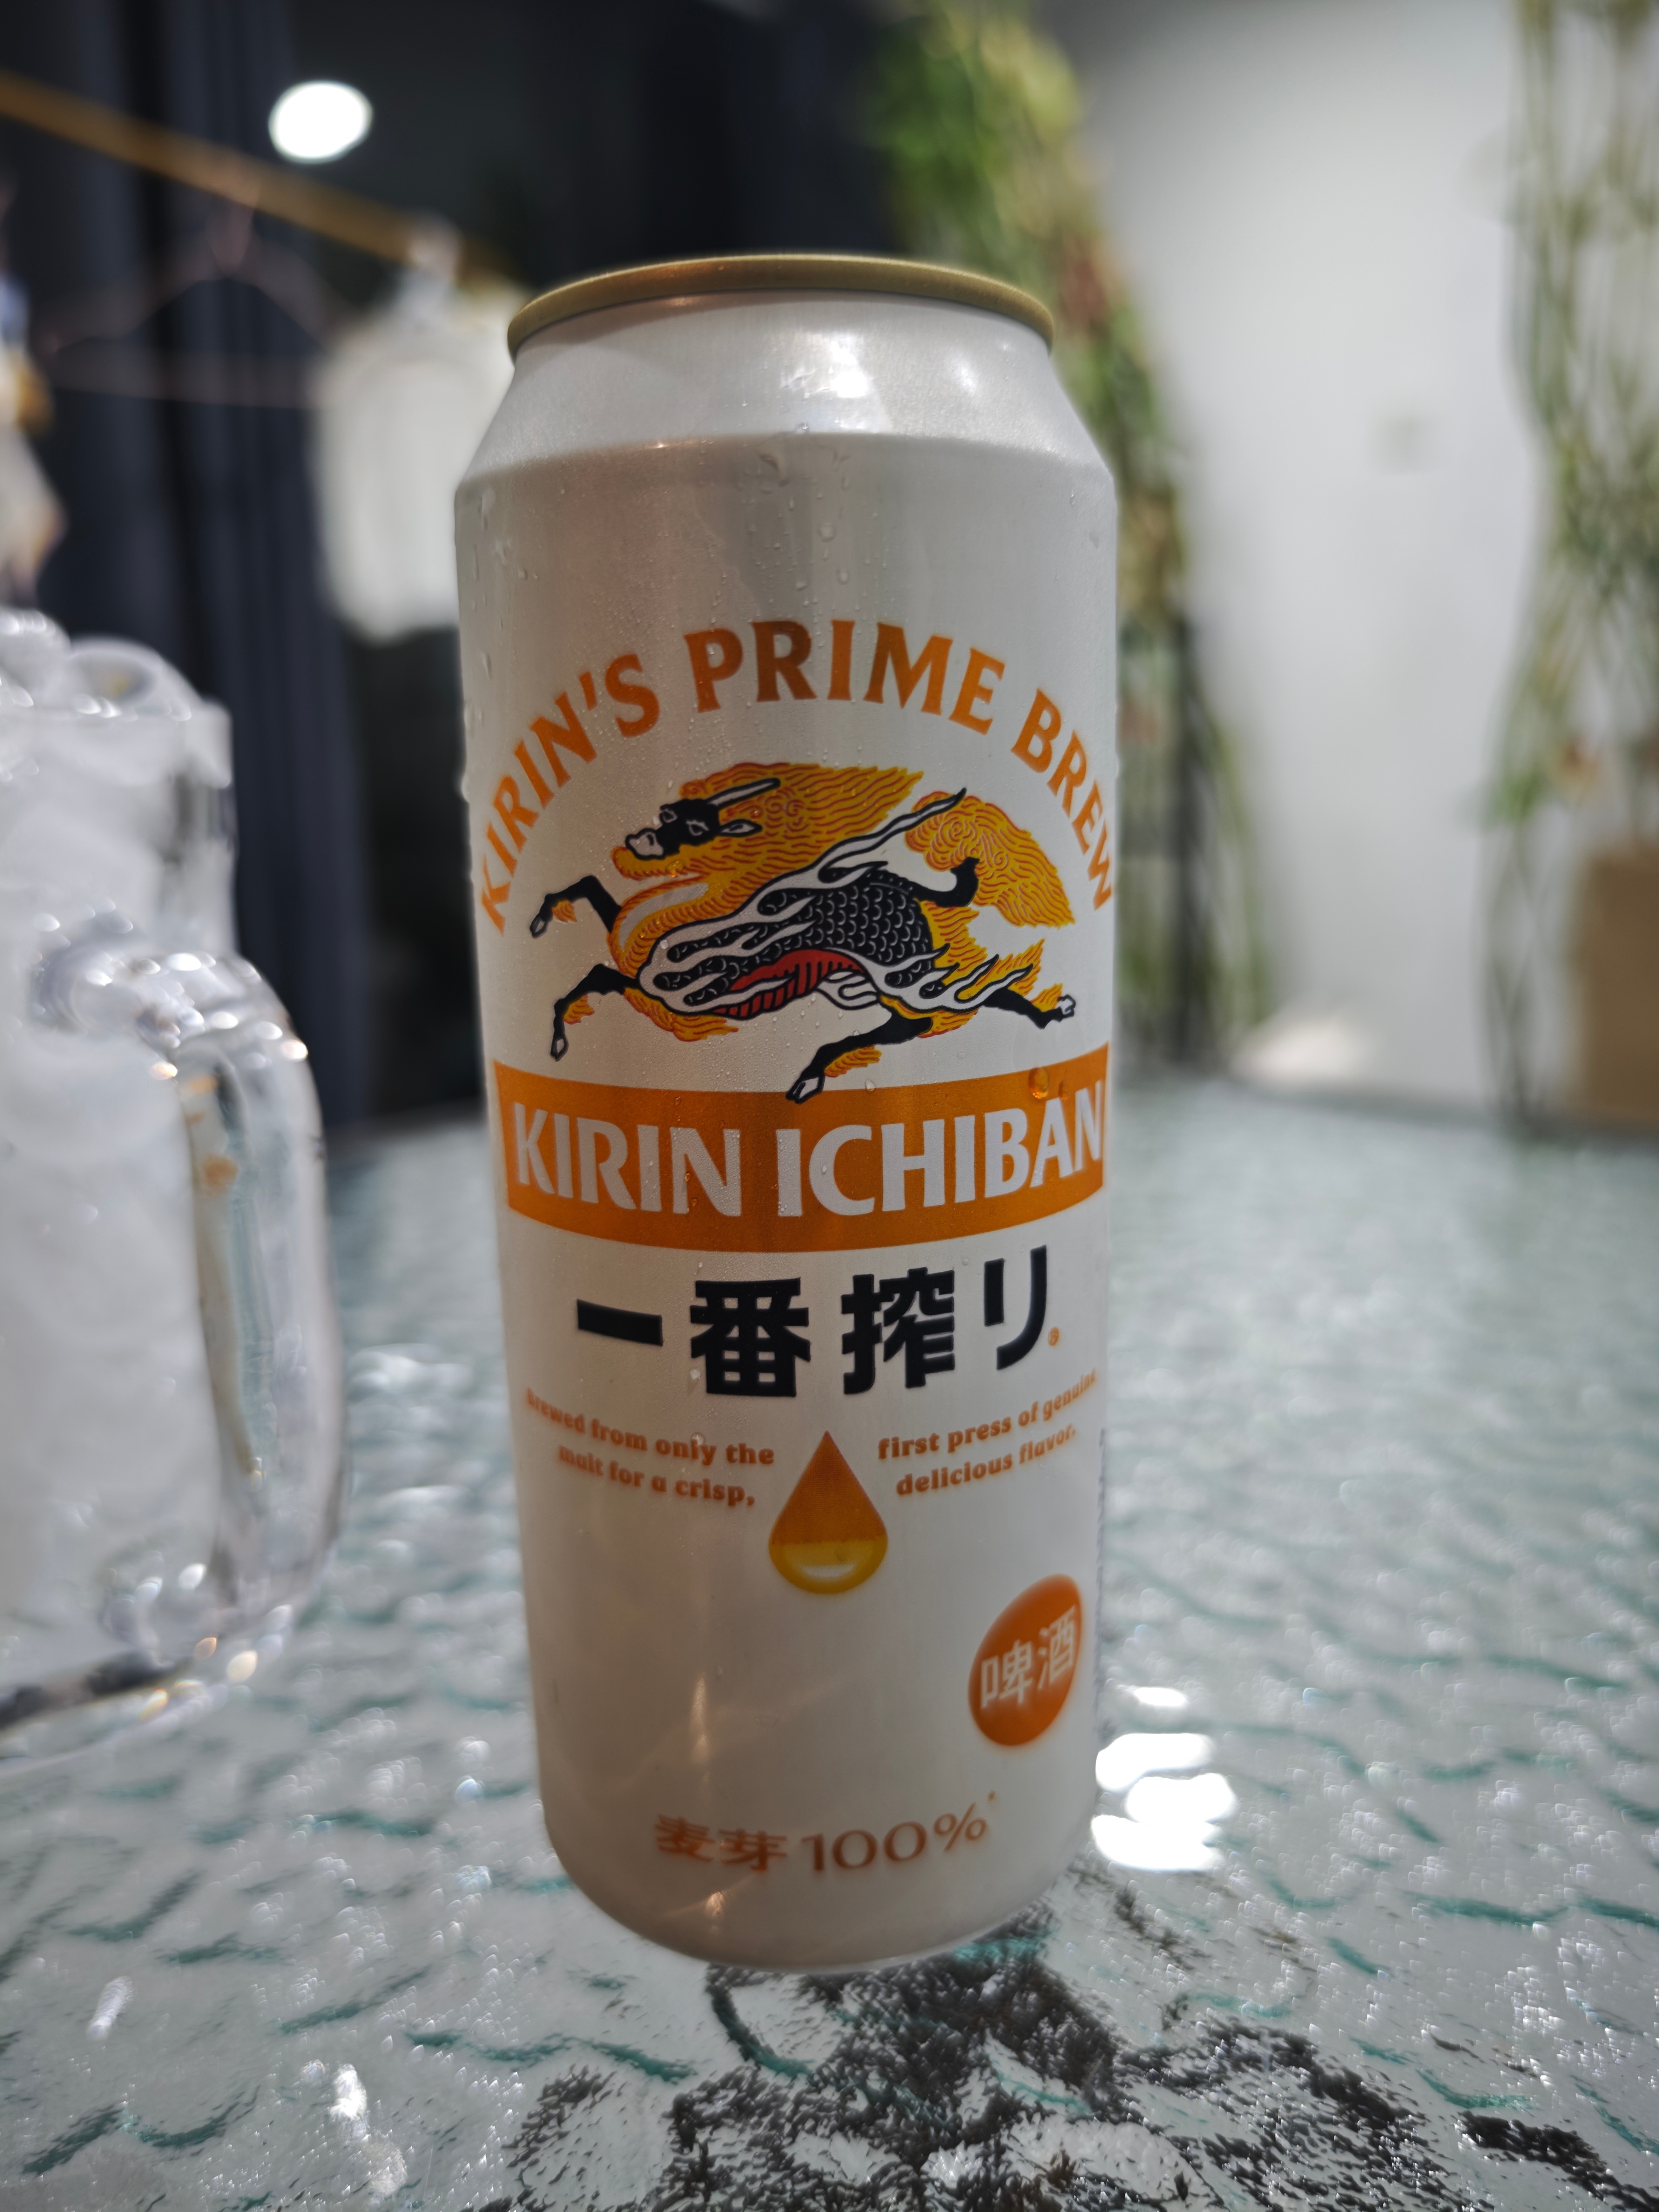 KIRIN'S PRIME BREW
KIRIN ICHIBAN
一番搾り®
Brewed from only the
malt for a crisp,
first press of genuine
delicious flavor.
啤酒
麦芽100%*